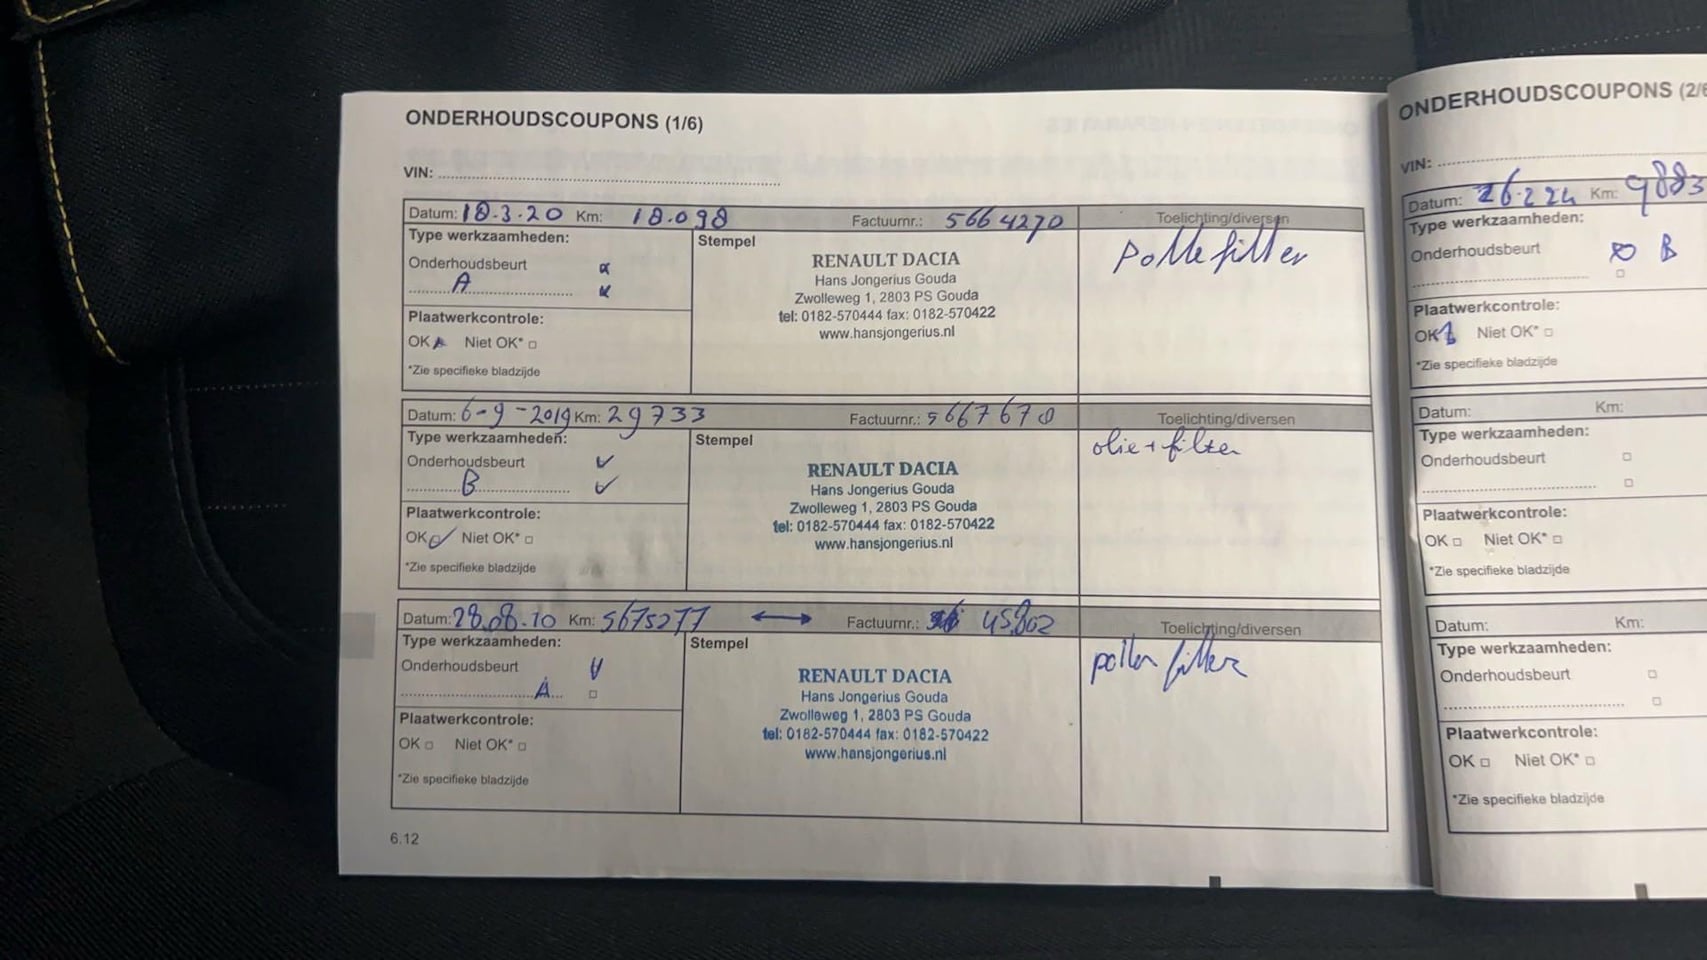 ONDERHOUDSCOUPONS (1/6)
VIN:
Datum: 18.3.20 Km: 18.098 Factuurnr.: 5664270 Toelichting/diversen
Type werkzaamheden:
Onderhoudsbeurt
A
Plaatwerkcontrole:
OK Niet OK*
*Zie specifieke bladzijde
Stempel
RENAULT DACIA
Hans Jongerius Gouda
Zwolleweg 1, 2803 PS Gouda
tel: 0182-570444 fax: 0182-570422
www.hansjongerius.nl
Datum: 6-9-2019 Km: 29733 Factuurnr.: 5667670 Toelichting/diversen
Type werkzaamheden:
Onderhoudsbeurt
B
Plaatwerkcontrole:
OK Niet OK*
*Zie specifieke bladzijde
Stempel
RENAULT DACIA
Hans Jongerius Gouda
Zwolleweg 1, 2803 PS Gouda
tel: 0182-570444 fax: 0182-570422
www.hansjongerius.nl
olie + filter
Datum: Km: 5675277 Factuurnr.: 45802 Toelichting/diversen
Type werkzaamheden:
Onderhoudsbeurt
A
Plaatwerkcontrole:
OK Niet OK*
*Zie specifieke bladzijde
Stempel
RENAULT DACIA
Hans Jongerius Gouda
Zwolleweg 1, 2803 PS Gouda
tel: 0182-570444 fax: 0182-570422
www.hansjongerius.nl
pollen filter
6.12
ONDERHOUDSCOUPONS (2/6
VIN:
Datum: Km: 9883
Type werkzaamheden:
Onderhoudsbeurt B
Plaatwerkcontrole:
OK Niet OK*
*Zie specifieke bladzijde
Datum: Km:
Type werkzaamheden:
Onderhoudsbeurt
Plaatwerkcontrole:
OK Niet OK*
*Zie specifieke bladzijde
Datum: Km:
Type werkzaamheden:
Onderhoudsbeurt
Plaatwerkcontrole:
OK Niet OK*
*Zie specifieke bladzijde